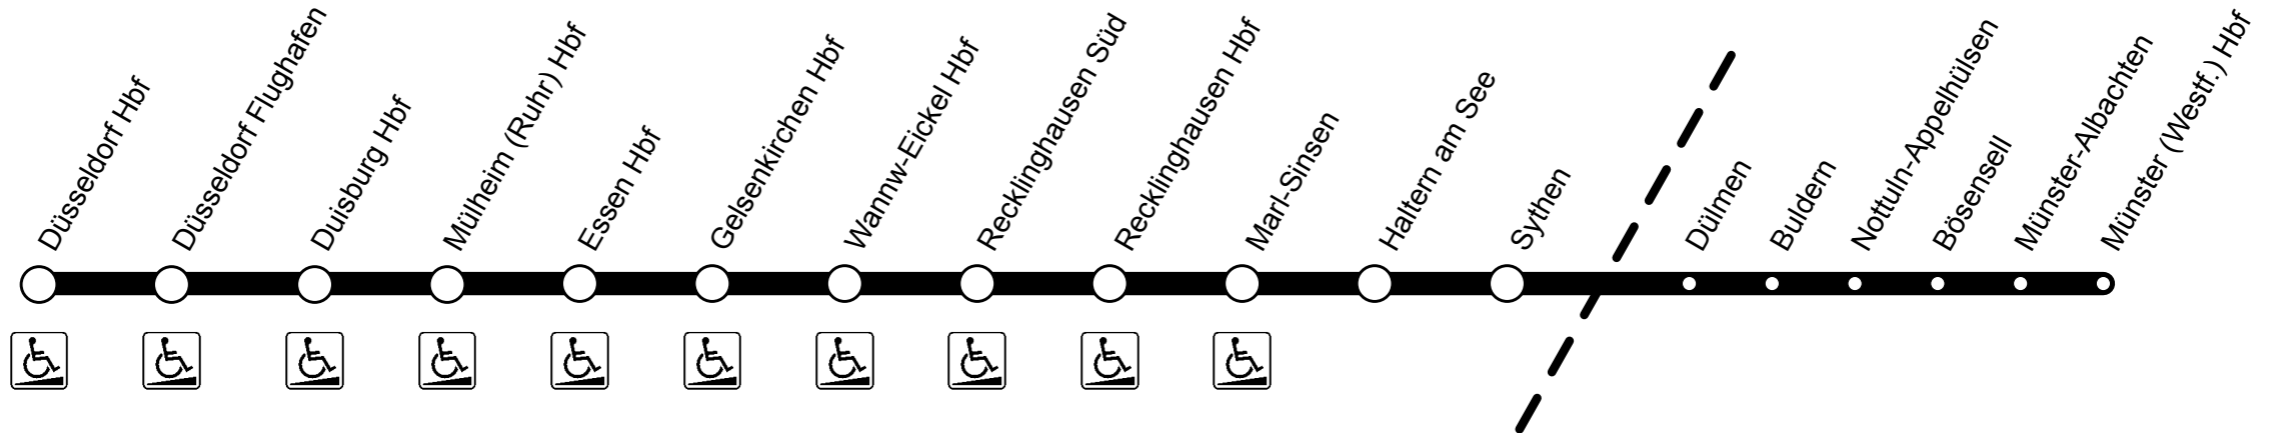 Düsseldorf Hbf
Düsseldorf Flughafen
Duisburg Hbf
Mülheim (Ruhr) Hbf
Essen Hbf
Gelsenkirchen Hbf
Wannw-Eickel Hbf
Recklinghausen Süd
Recklinghausen Hbf
Marl-Sinsen
Haltern am See
Sythen
Dülmen
Buldern
Nottuln-Appelhülsen
Bösensell
Münster-Albachten
Münster (Westf.) Hbf